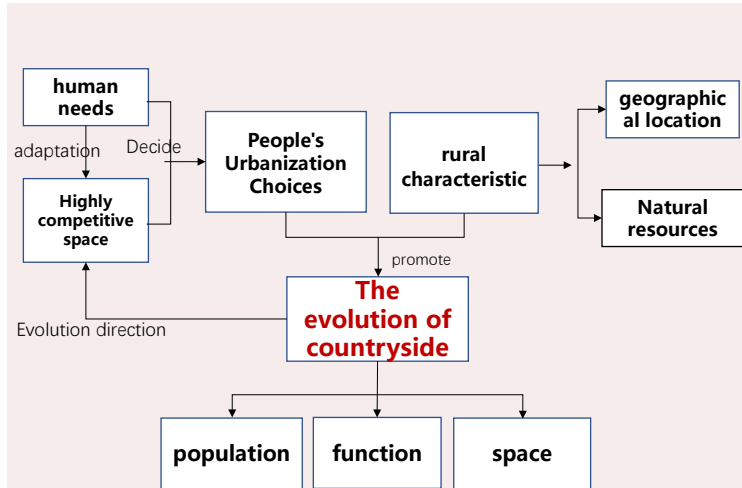 human
needs
adaptation
Decide
Highly
competitive
space
People's
Urbanization
Choices
rural
characteristic
geographic
al location
Natural
resources
promote
The
evolution of
countryside
Evolution direction
population
function
space